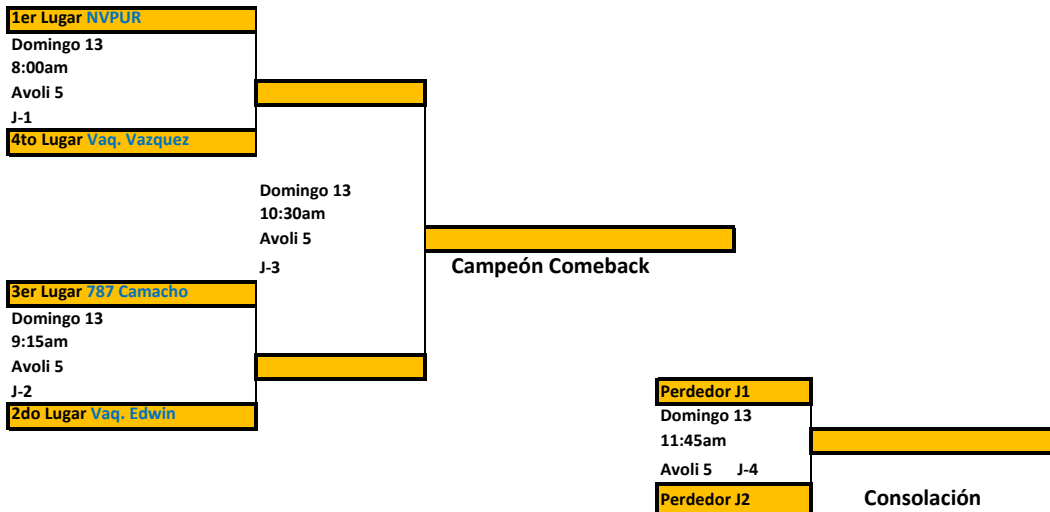 1er Lugar NVPUR
Domingo 13
8:00am
Avoli 5
J-1
4to Lugar Vaq. Vazquez
Domingo 13
10:30am
Avoli 5
J-3
Campeón Comeback
3er Lugar 787 Camacho
Domingo 13
9:15am
Avoli 5
J-2
2do Lugar Vaq. Edwin
Perdedor J1
Domingo 13
11:45am
Avoli 5 J-4
Perdedor J2
Consolación